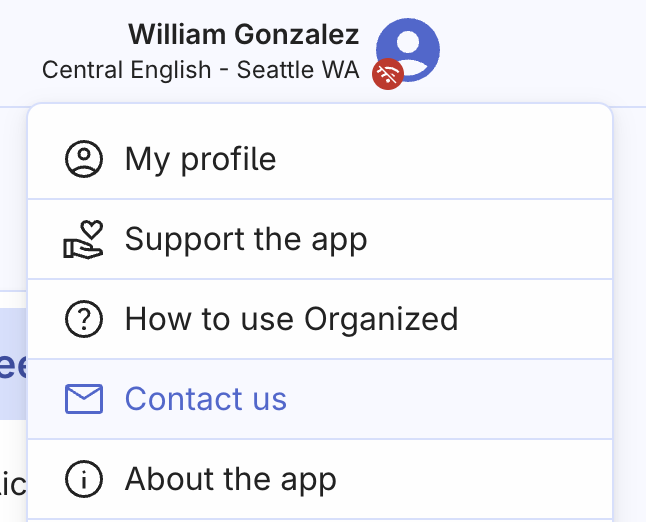 William Gonzalez
Central English - Seattle WA
My profile
Support the app
How to use Organized
Contact us
About the app